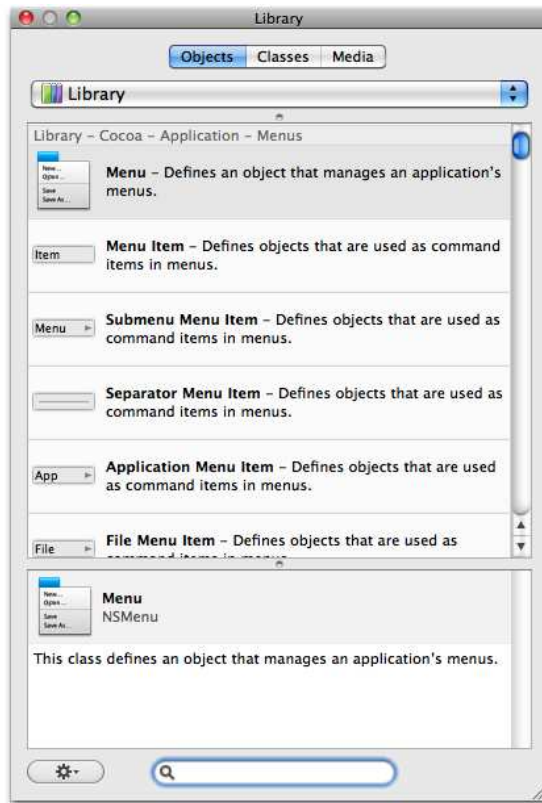 Library
Objects Classes Media
Library
Library – Cocoa – Application – Menus
New...
Open...
Save
Save As...
Menu – Defines an object that manages an application's
menus.
Item
Menu Item – Defines objects that are used as command
items in menus.
Menu
Submenu Menu Item – Defines objects that are used as
command items in menus.
Separator Menu Item – Defines objects that are used as
command items in menus.
App
Application Menu Item – Defines objects that are used
as command items in menus.
File
File Menu Item – Defines objects that are used as
command items in menus.
New...
Open...
Save
Save As...
Menu
NSMenu
This class defines an object that manages an application's menus.